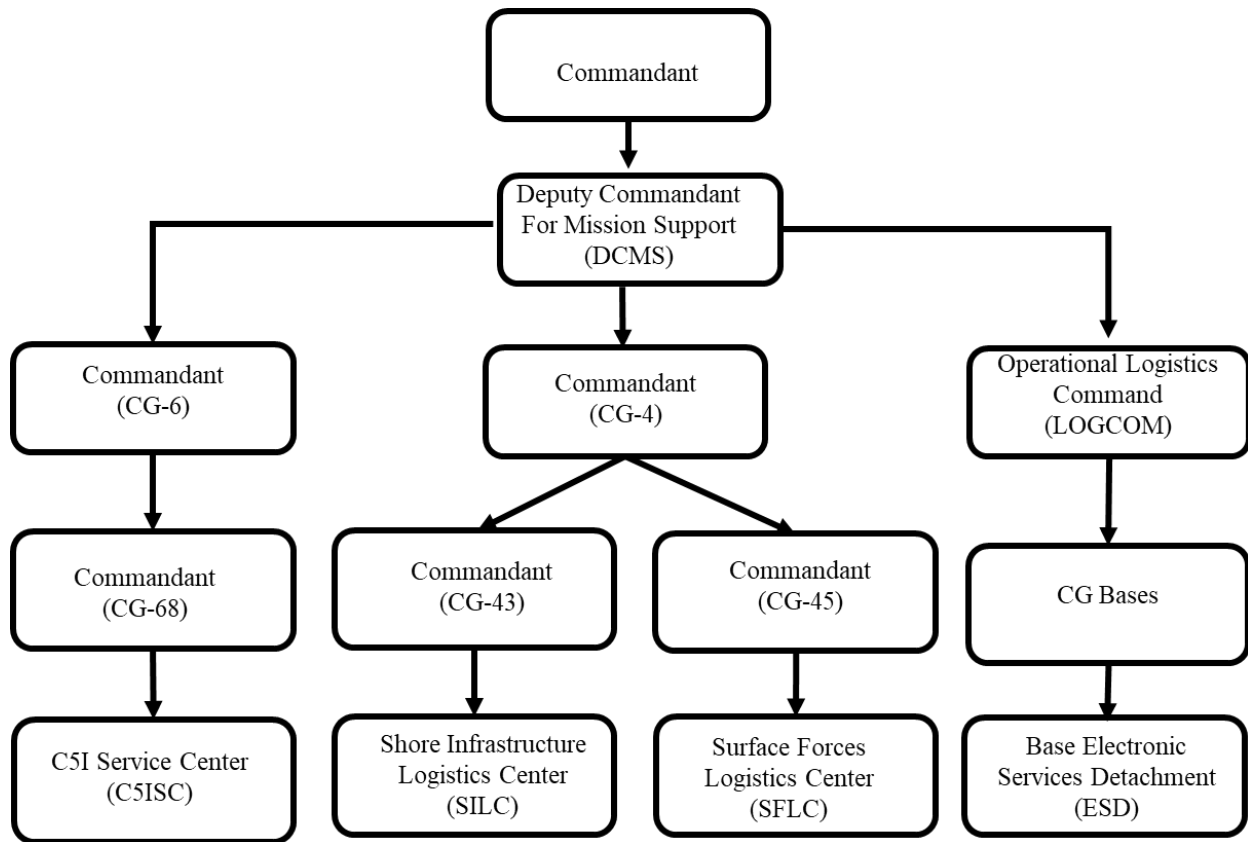 Commandant
Deputy Commandant
For Mission Support
(DCMS)
Commandant
(CG-6)
Commandant
(CG-4)
Operational Logistics
Command
(LOGCOM)
Commandant
(CG-68)
Commandant
(CG-43)
Commandant
(CG-45)
CG Bases
C5I Service Center
(C5ISC)
Shore Infrastructure
Logistics Center
(SILC)
Surface Forces
Logistics Center
(SFLC)
Base Electronic
Services Detachment
(ESD)